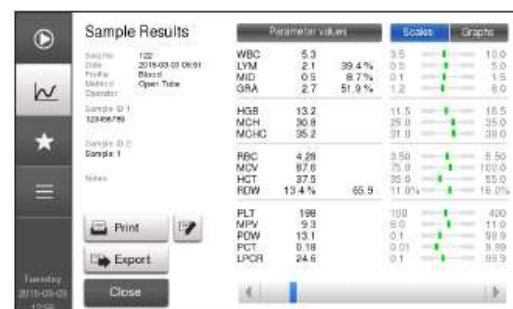 Sample Results
Parameter values
Scales Graphs
Seq No 122
Date 2015-03-03 09:51
Profile Blood
Method Open Tube
Operator
Sample ID 1
123456789
Sample ID 2
Sample 1
Notes
WBC 5.3 3.5 10.0
LYM 2.1 39.4 % 0.5 5.0
MID 0.5 8.7% 0.1 1.5
GRA 2.7 51.9 % 1.2 8.0
HGB 13.2 11.5 16.5
MCH 30.8 25.0 35.0
MCHC 35.2 31.0 38.0
RBC 4.28 3.50 5.50
MCV 87.6 75.0 100.0
HCT 37.5 35.0 55.0
RDW 13.4 % 65.9 11.0% 16.0%
PLT 198 100 400
MPV 9.3 8.0 11.0
PDW 13.1 0.1 99.9
PCT 0.18 0.01 9.99
LPCR 24.6 0.1 99.9
Print
Export
Close
Tuesday
2015-03-03